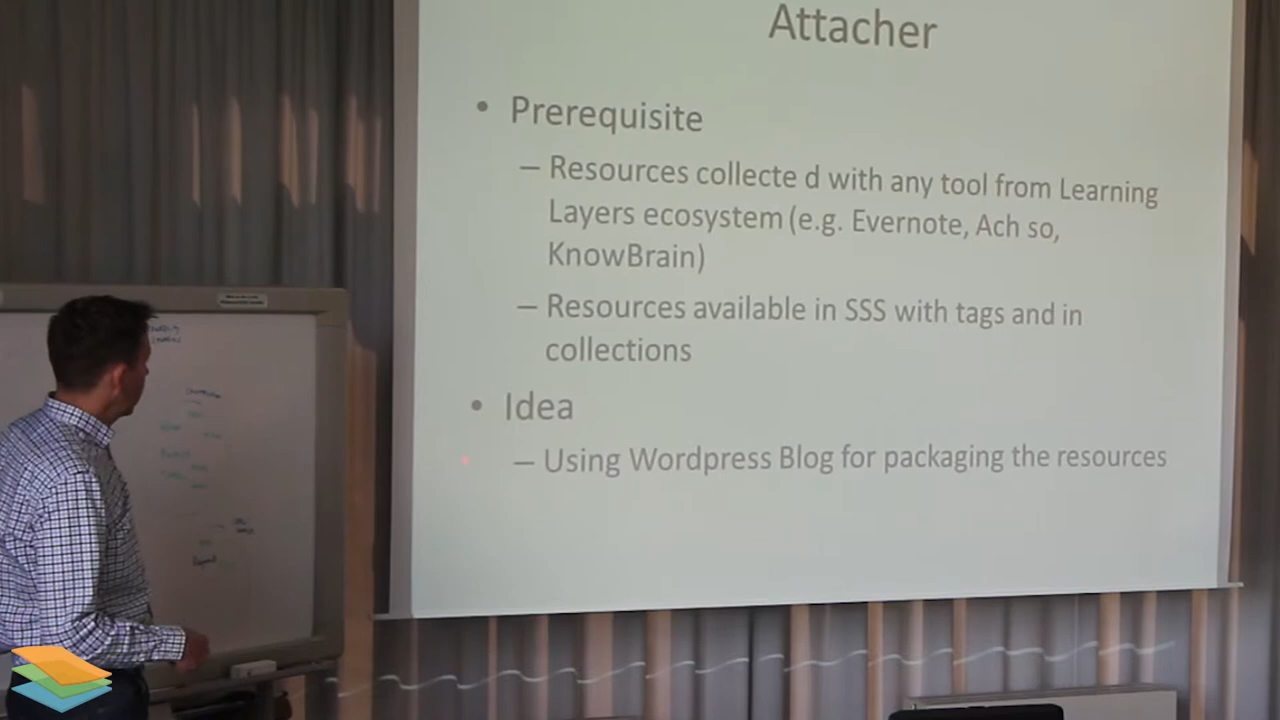 Attacher
• Prerequisite
– Resources collecte d with any tool from Learning
Layers ecosystem (e.g. Evernote, Ach so,
KnowBrain)
– Resources available in SSS with tags and in
collections
• Idea
– Using Wordpress Blog for packaging the resources